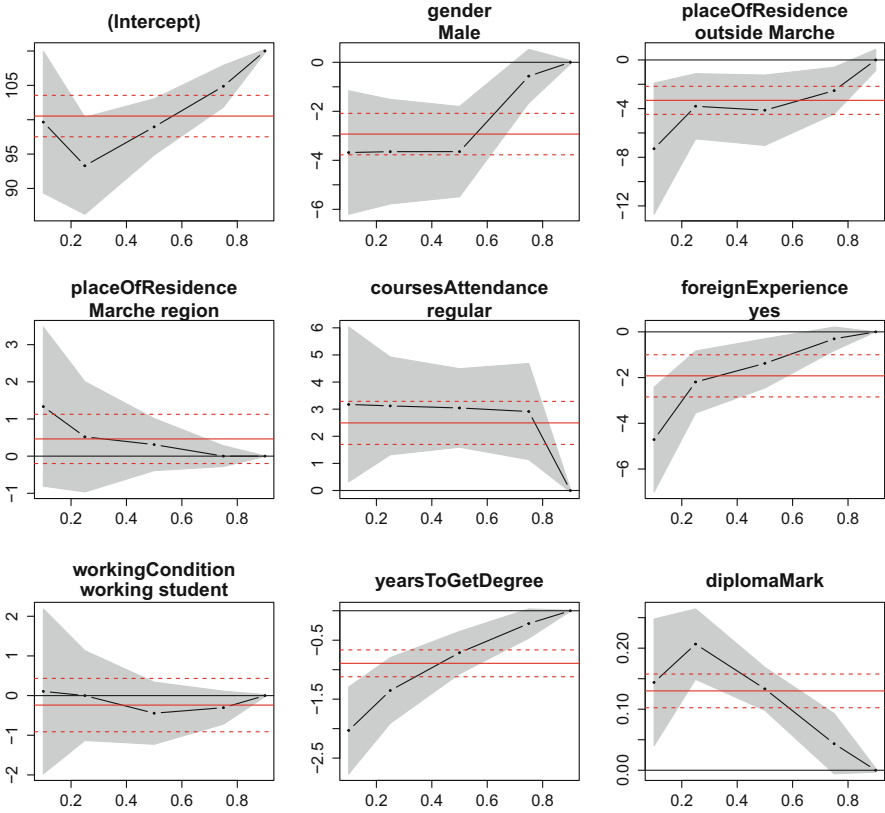 (Intercept)
105
95
90
0.2 0.4 0.6 0.8
gender
Male
0
−2
−4
−6
0.2 0.4 0.6 0.8
placeOfResidence
outside Marche
0
−4
−8
−12
0.2 0.4 0.6 0.8
placeOfResidence
Marche region
3
2
1
0
−1
0.2 0.4 0.6 0.8
coursesAttendance
regular
6
5
4
3
2
1
0
0.2 0.4 0.6 0.8
foreignExperience
yes
0
−2
−4
−6
0.2 0.4 0.6 0.8
workingCondition
working student
2
1
0
−1
−2
0.2 0.4 0.6 0.8
yearsToGetDegree
−0.5
−1.5
−2.5
0.2 0.4 0.6 0.8
diplomaMark
0.20
0.10
0.00
0.2 0.4 0.6 0.8